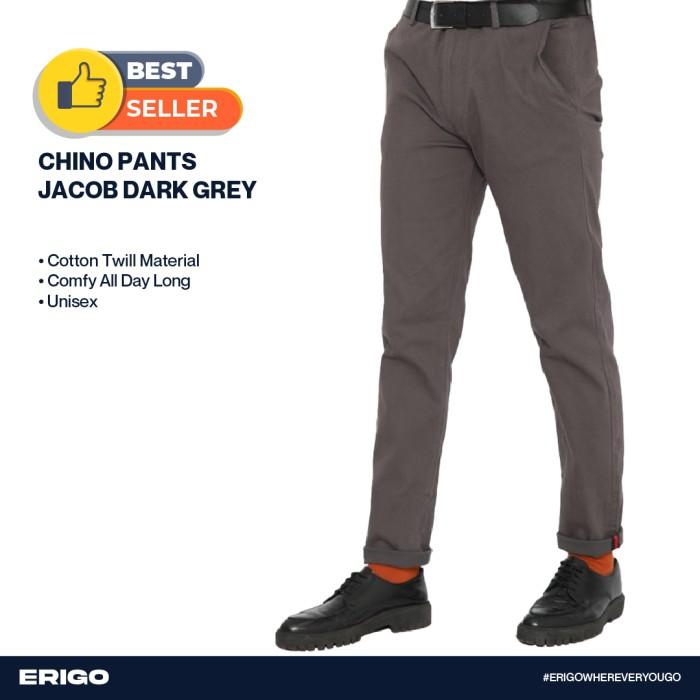 BEST
SELLER
CHINO PANTS
JACOB DARK GREY
• Cotton Twill Material
• Comfy All Day Long
• Unisex
ERIGO
#ERIGOWHEREVERYOUGO